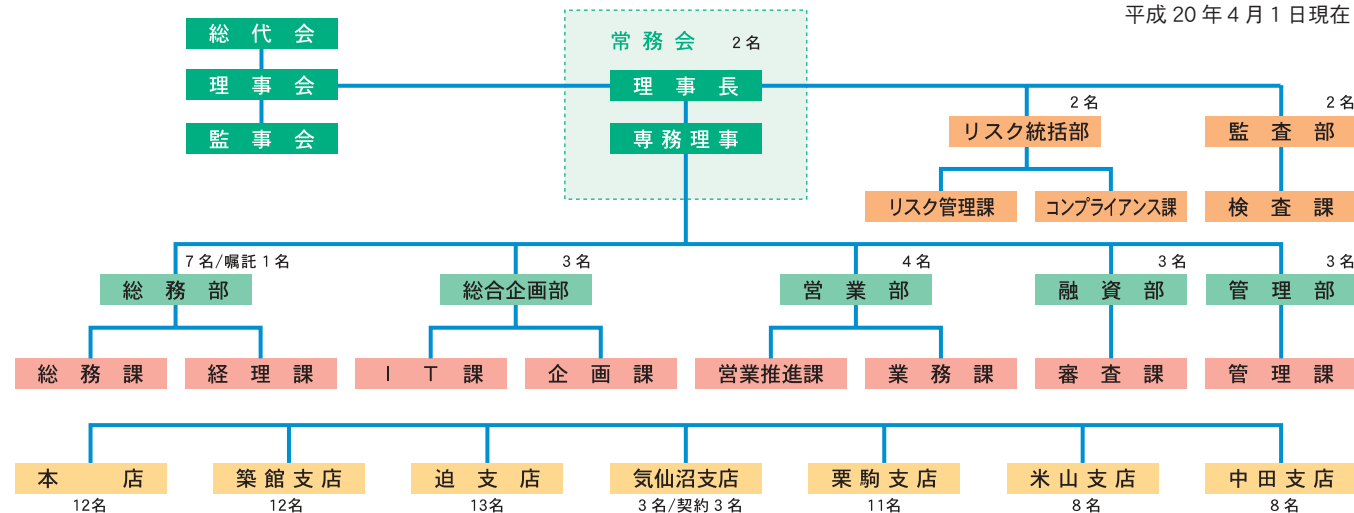 平成 20 年 4 月 1 日現在
総代会
理事会
監事会
常務会 2 名
理事長
専務理事
2 名
リスク統括部
リスク管理課
コンプライアンス課
2 名
監査部
検査課
7 名/嘱託 1 名
総務部
総務課
経理課
3 名
総合企画部
IT課
企画課
4 名
営業部
営業推進課
業務課
3 名
融資部
審査課
3 名
管理部
管理課
本店
12名
築館支店
12名
迫支店
13名
気仙沼支店
3 名/契約 3 名
栗駒支店
11名
米山支店
8 名
中田支店
8 名